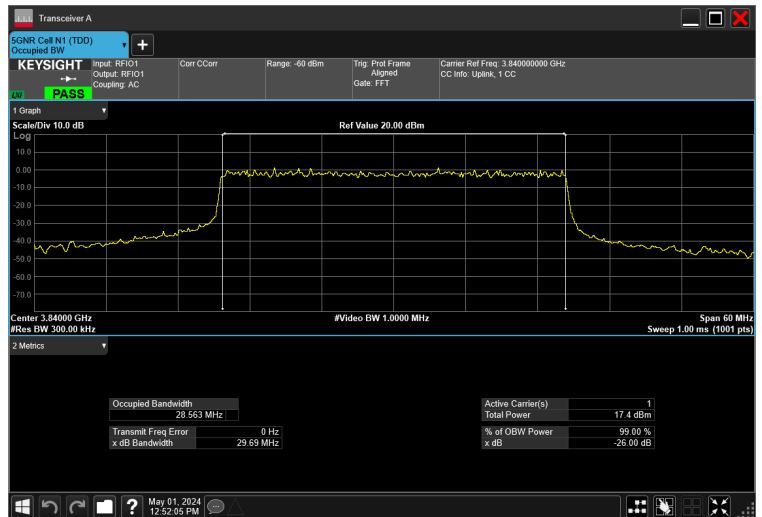 Transceiver A
5GNR Cell N1 (TDD)
Occupied BW
KEYSIGHT
LXI
PASS
Input: RFIO1
Output: RFIO1
Coupling: AC
Corr CCorr
Range: -60 dBm
Trig: Prot Frame
Aligned
Gate: FFT
Carrier Ref Freq: 3.840000000 GHz
CC Info: Uplink, 1 CC
1 Graph
Scale/Div 10.0 dB
Ref Value 20.00 dBm
Log
10.0
0.00
-10.0
-20.0
-30.0
-40.0
-50.0
-60.0
-70.0
Center 3.84000 GHz
#Video BW 1.0000 MHz
Span 60 MHz
#Res BW 300.00 kHz
Sweep 1.00 ms (1001 pts)
2 Metrics
Occupied Bandwidth
28.563 MHz
Transmit Freq Error 0 Hz
x dB Bandwidth 29.69 MHz
Active Carrier(s) 1
Total Power 17.4 dBm
% of OBW Power 99.00 %
x dB -26.00 dB
May 01, 2024
12:52:05 PM